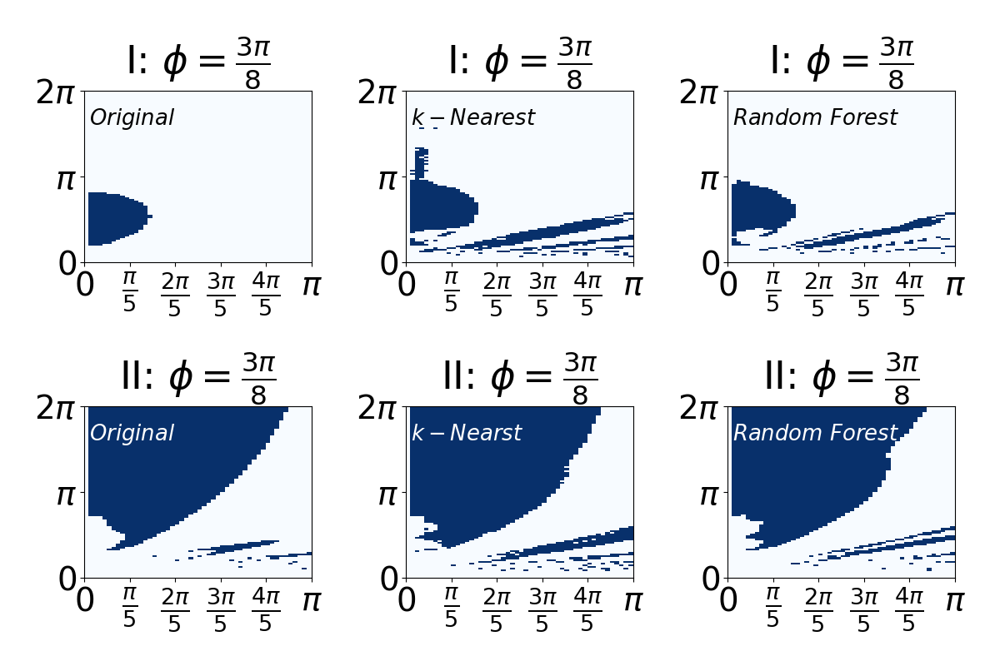 I: ϕ = 3π/8
I: ϕ = 3π/8
I: ϕ = 3π/8
2π
Original
π
0
0 π/5 2π/5 3π/5 4π/5 π
2π
k − Nearest
π
0
0 π/5 2π/5 3π/5 4π/5 π
2π
Random Forest
π
0
0 π/5 2π/5 3π/5 4π/5 π
II: ϕ = 3π/8
II: ϕ = 3π/8
II: ϕ = 3π/8
2π
Original
π
0
0 π/5 2π/5 3π/5 4π/5 π
2π
k − Nearst
π
0
0 π/5 2π/5 3π/5 4π/5 π
2π
Random Forest
π
0
0 π/5 2π/5 3π/5 4π/5 π